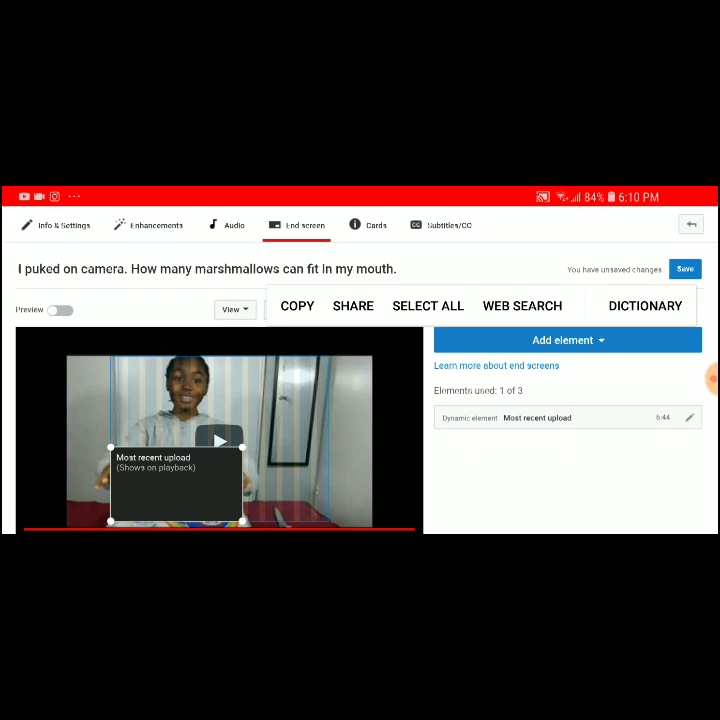 84% 6:10 PM
Info & Settings Enhancements Audio End screen Cards CC Subtitles/CC
I puked on camera. How many marshmallows can fit in my mouth.
You have unsaved changes Save
Preview View
COPY SHARE SELECT ALL WEB SEARCH DICTIONARY
Add element
Learn more about end screens
Elements used: 1 of 3
Dynamic element Most recent upload 6:44
Most recent upload
(Shows on playback)